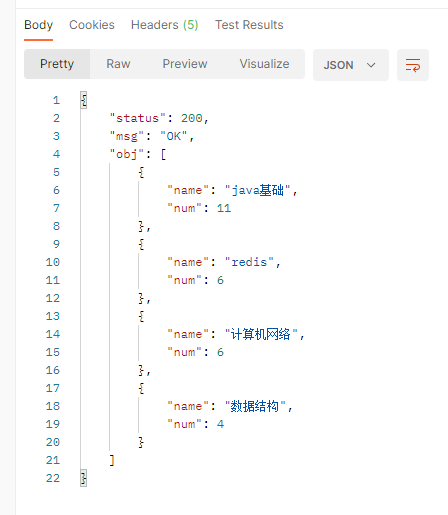 Body Cookies Headers (5) Test Results
Pretty Raw Preview Visualize JSON
1 {
2 "status": 200,
3 "msg": "OK",
4 "obj": [
5 {
6 "name": "java基础",
7 "num": 11
8 },
9 {
10 "name": "redis",
11 "num": 6
12 },
13 {
14 "name": "计算机网络",
15 "num": 6
16 },
17 {
18 "name": "数据结构",
19 "num": 4
20 }
21 ]
22 }